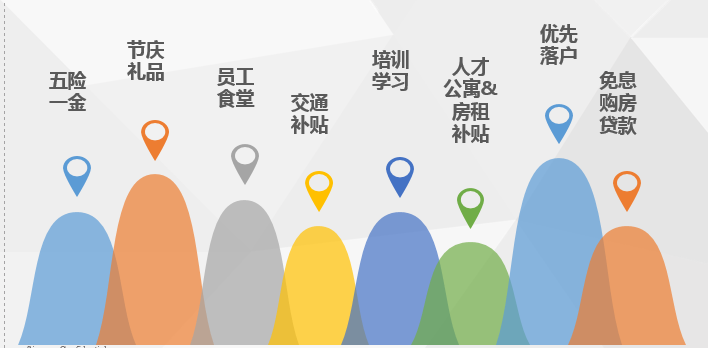 五险
一金
节庆
礼品
员工
食堂
交通
补贴
培训
学习
人才
公寓&
房租
补贴
优先
落户
免息
购房
贷款